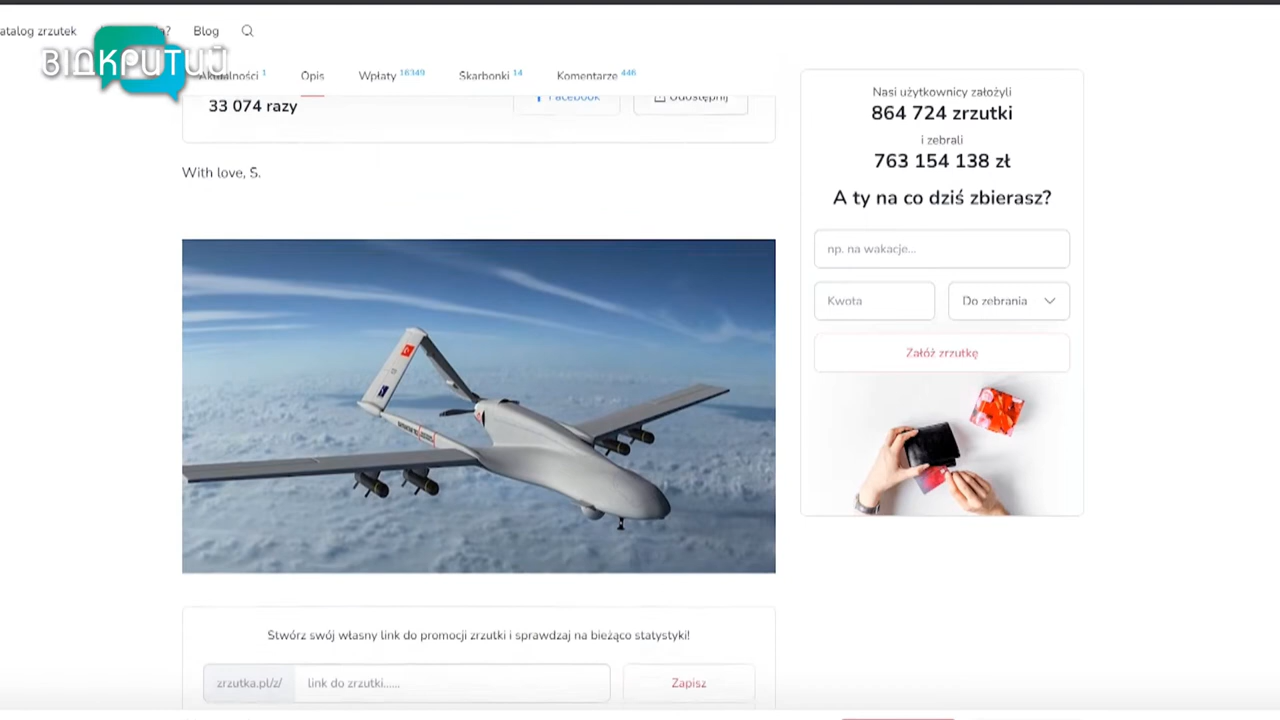 atalog zrzutek
Blog
ВІДКРИТИЙ
Aktualności 1
Opis
Wpłaty 16349
Skarbonki 14
Komentarze 446
33 074 razy
Facebook
Udostępnij
With love, S.
Nasi użytkownicy założyli
864 724 zrzutki
i zebrali
763 154 138 zł
A ty na co dziś zbierasz?
np. na wakacje...
Kwota
Do zebrania
Załóż zrzutkę
Stwórz swój własny link do promocji zrzutki i sprawdzaj na bieżąco statystyki!
zrzutka.pl/z/
link do zrzutki......
Zapisz